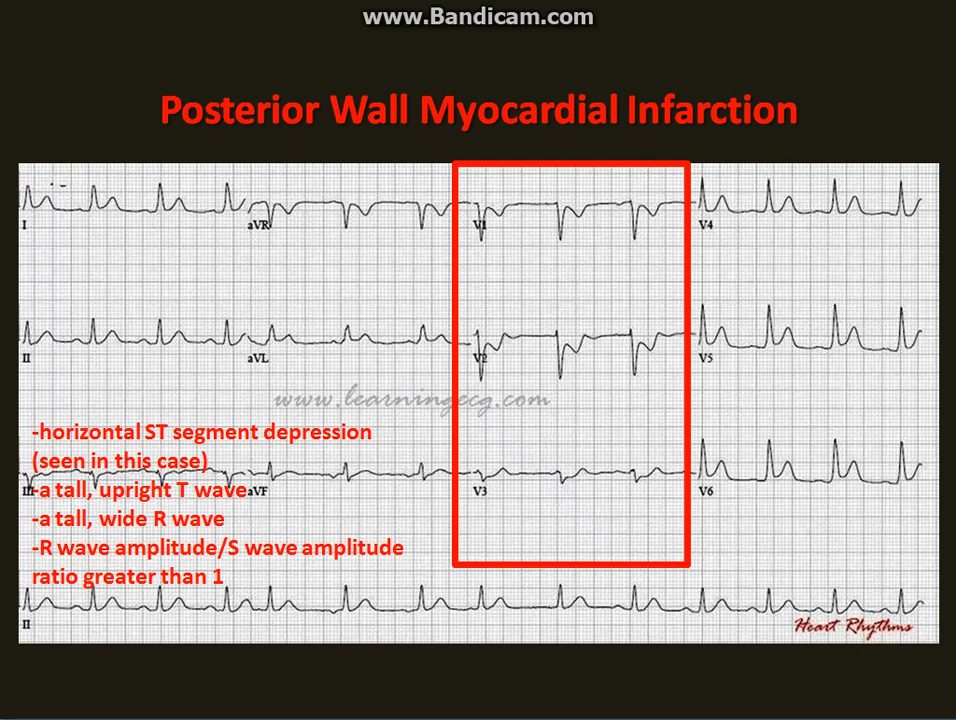 www.Bandicam.com
Posterior Wall Myocardial Infarction
I
aVR
V1
V4
II
aVL
V2
V5
www.learningecg.com
-horizontal ST segment depression
(seen in this case)
III
-a tall, upright T wave
aVF
V3
V6
-a tall, wide R wave
-R wave amplitude/S wave amplitude
ratio greater than 1
II
Heart Rhythms